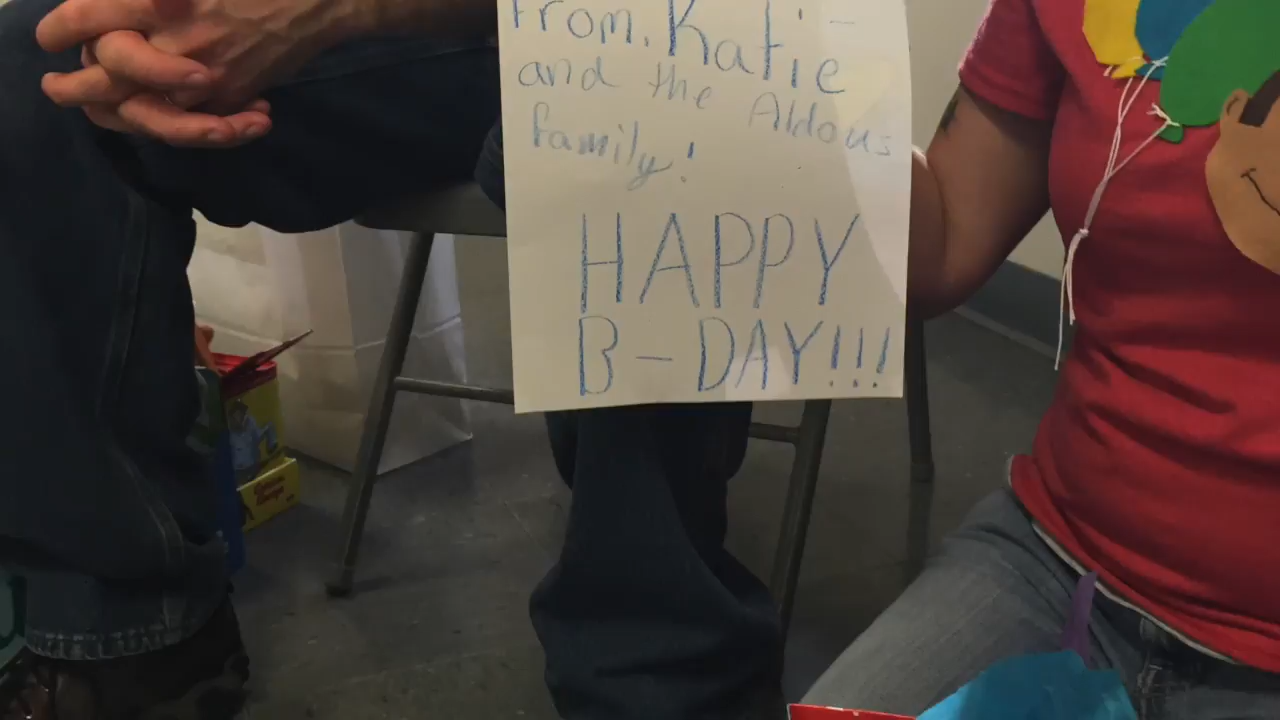 From, Katie -
and the Aldous
family!
HAPPY
B-DAY!!!